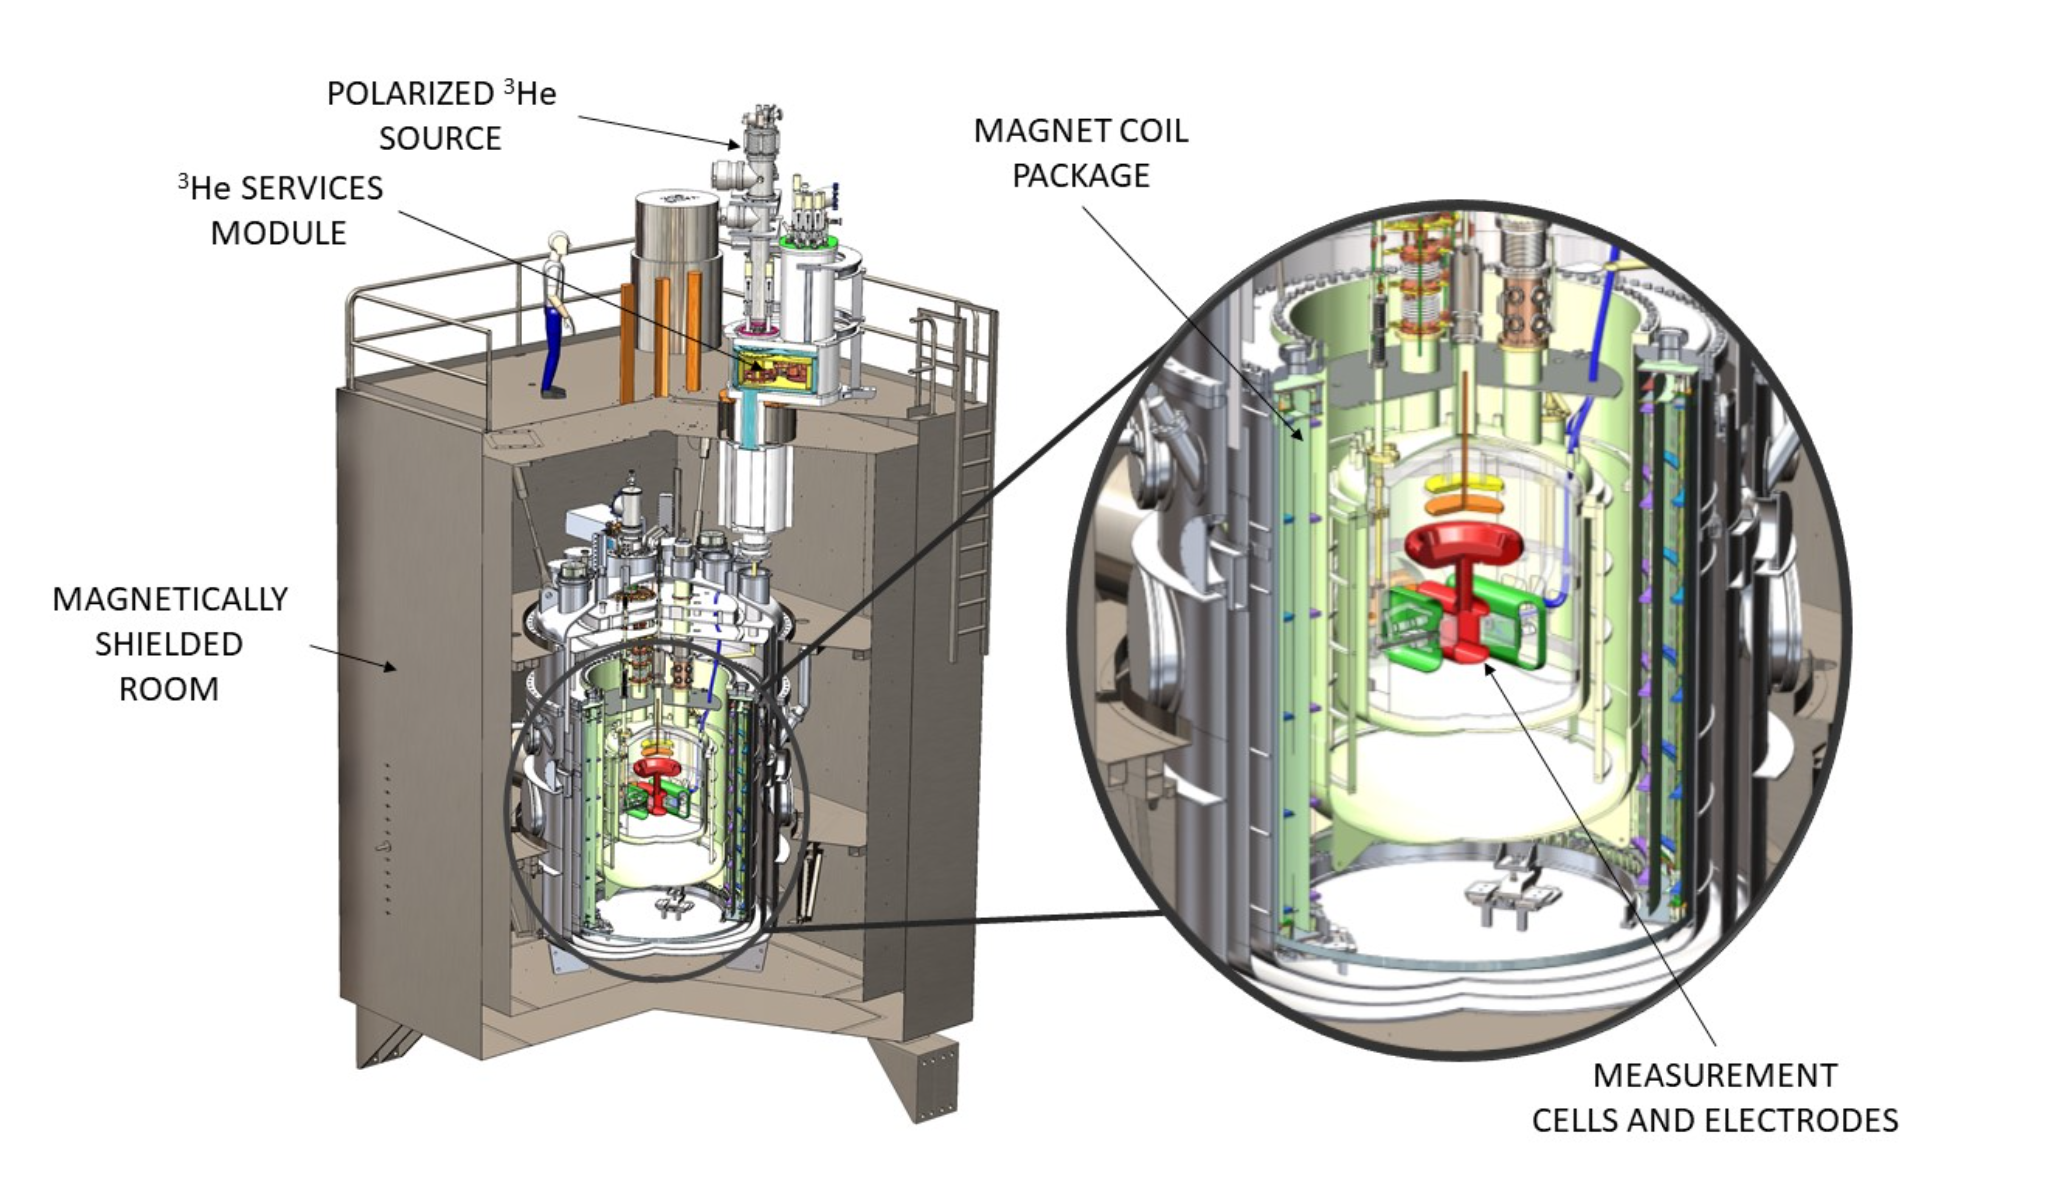 POLARIZED ³He
SOURCE
³He SERVICES
MODULE
MAGNET COIL
PACKAGE
MAGNETICALLY
SHIELDED
ROOM
MEASUREMENT
CELLS AND ELECTRODES